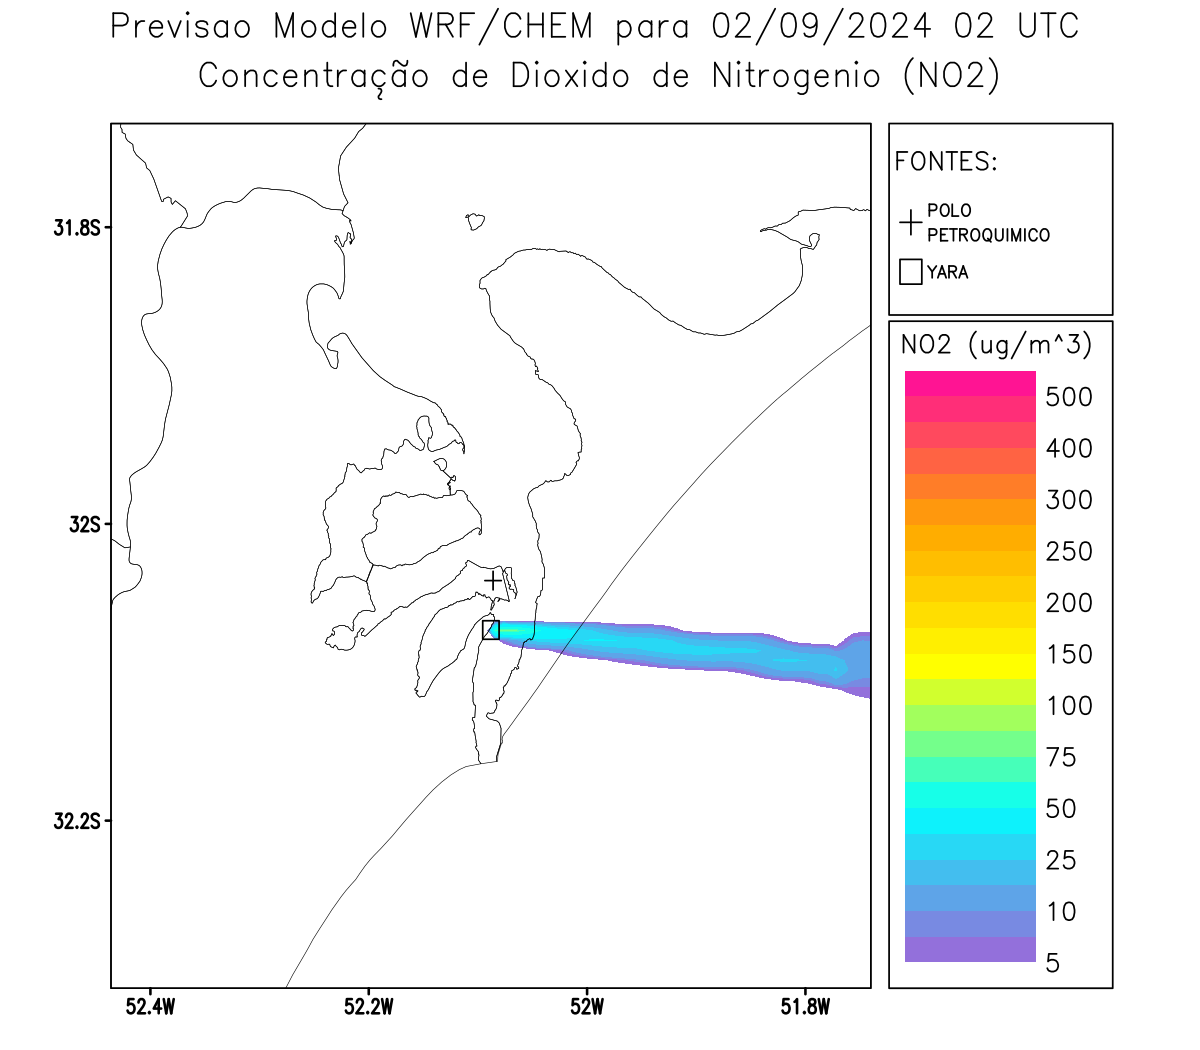 Previsao Modelo WRF/CHEM para 02/09/2024 02 UTC
Concentração de Dioxido de Nitrogenio (NO2)
FONTES:
POLO
PETROQUIMICO
YARA
31.8S
32S
32.2S
52.4W
52.2W
52W
51.8W
NO2 (ug/m^3)
500
400
300
250
200
150
100
75
50
25
10
5